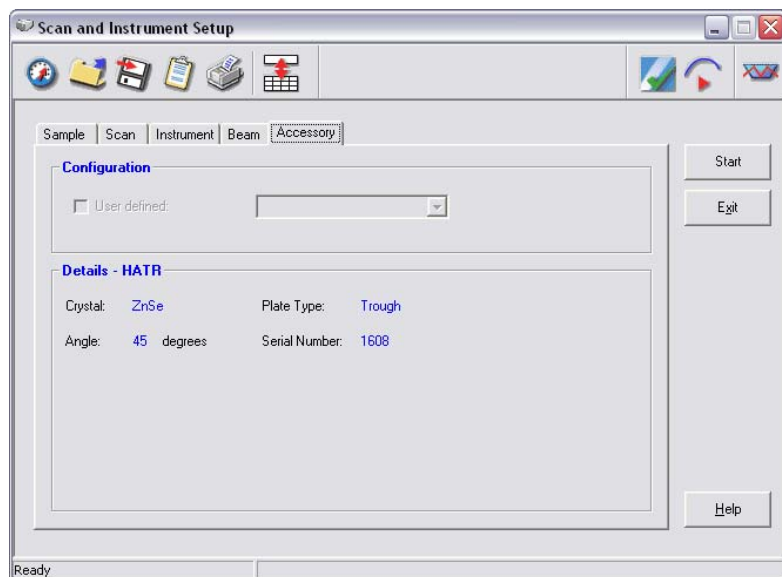 Scan and Instrument Setup
Sample Scan Instrument Beam Accessory
Configuration
User defined:
Start
Exit
Details - HATR
Crystal: ZnSe Plate Type: Trough
Angle: 45 degrees Serial Number: 1608
Help
Ready